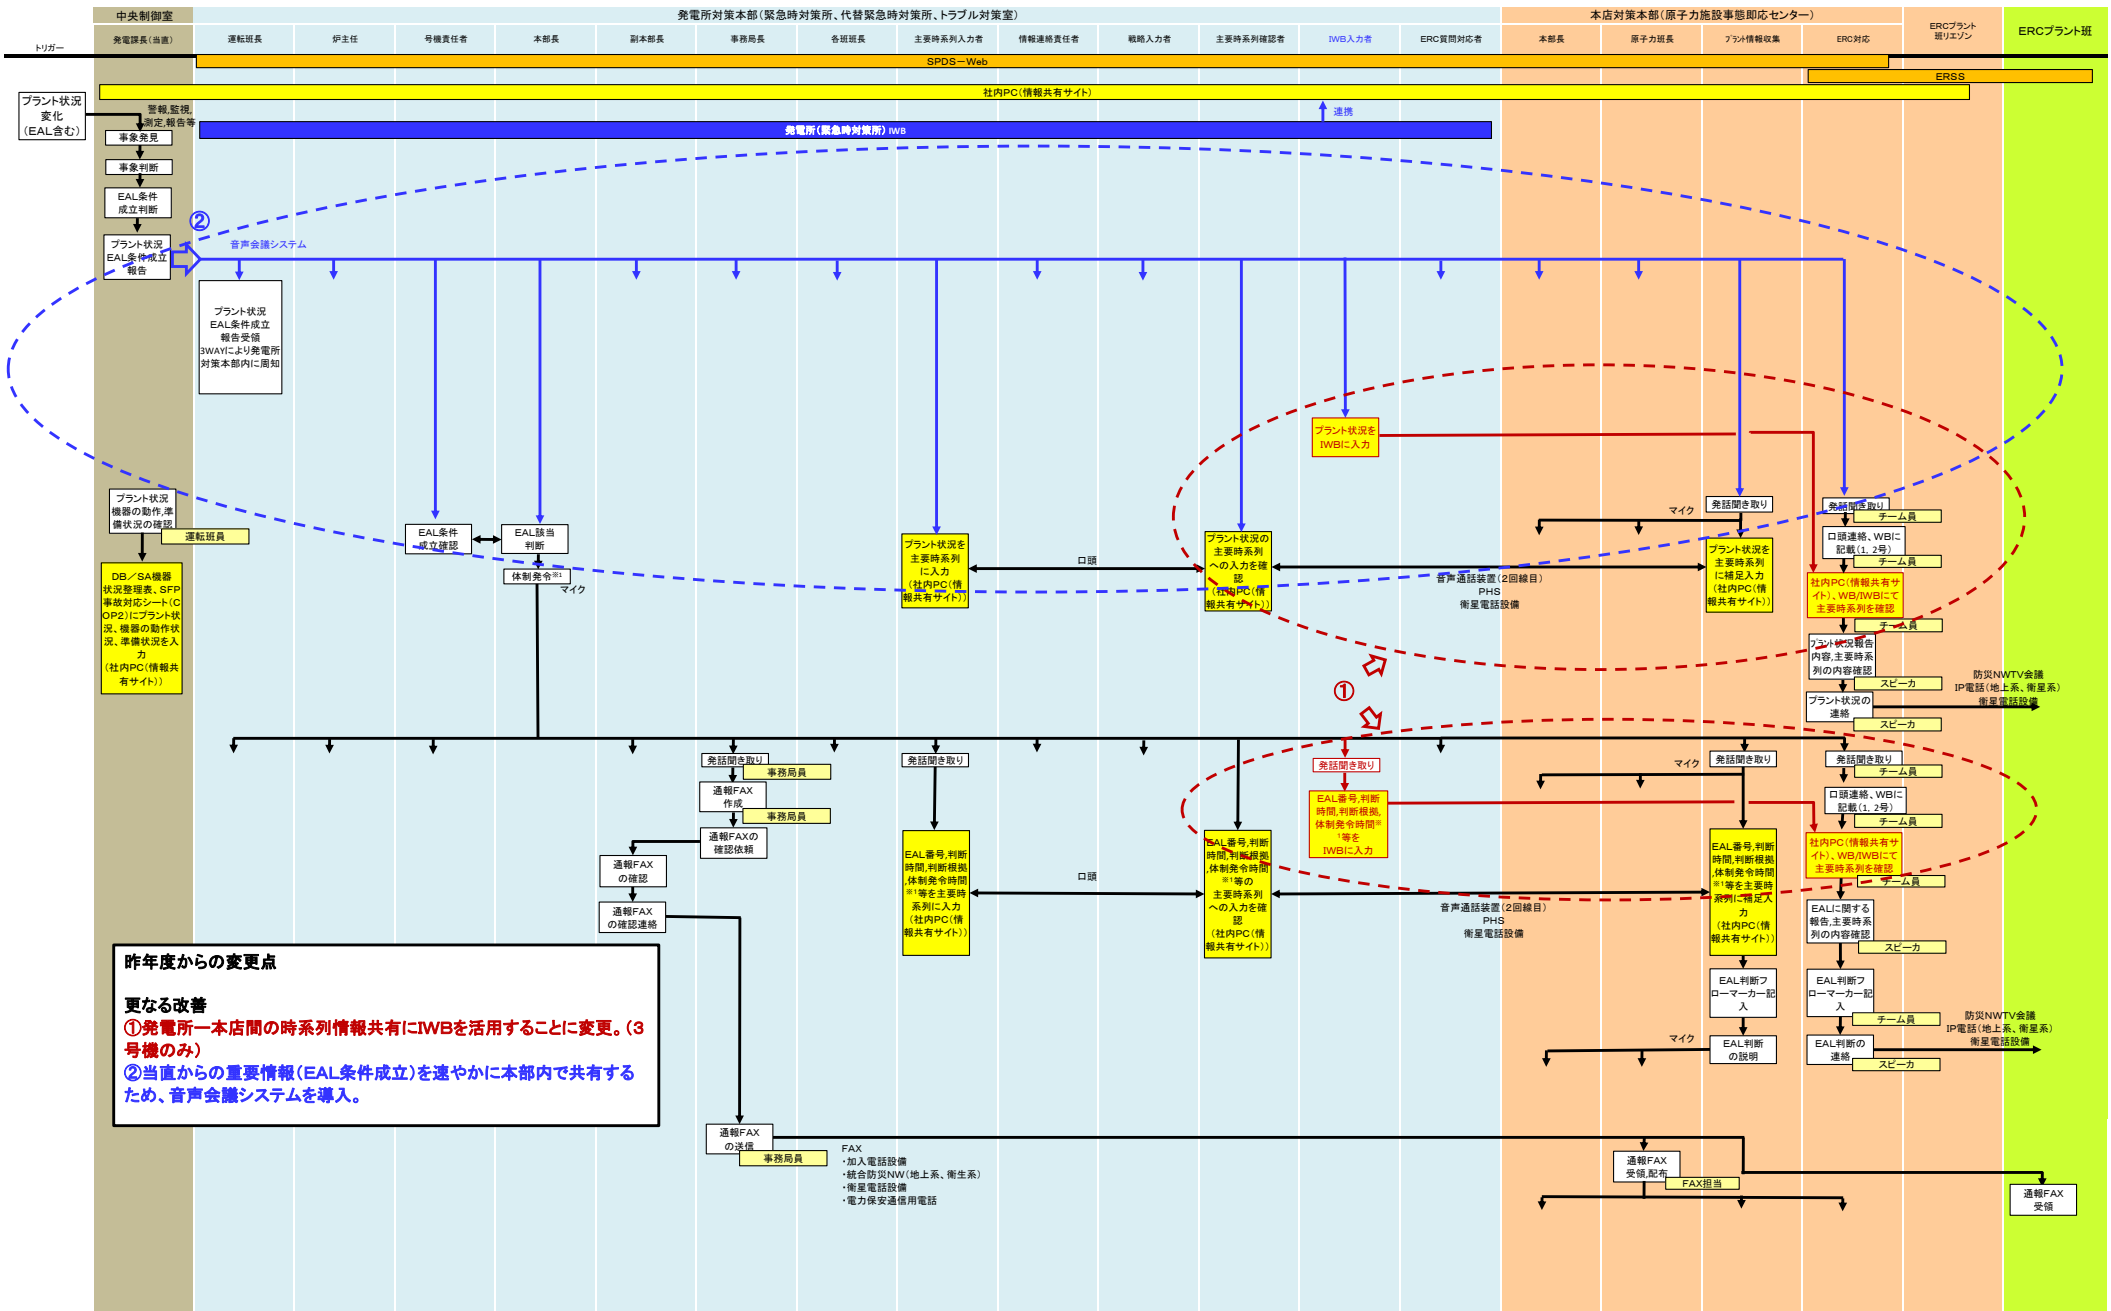 中央制御室
発電所対策本部(緊急時対策所、代替緊急時対策所、トラブル対策室)
本店対策本部(原子力施設事態即応センター)
ERCプラント
班リエゾン
ERCプラント班
トリガー
発電課長(当直)
運転班長
炉主任
号機責任者
本部長
副本部長
事務局長
各班班長
主要時系列入力者
情報連絡責任者
戦略入力者
主要時系列確認者
IWB入力者
ERC質問対応者
本部長
原子力班長
プラント情報収集
ERC対応
SPDS-Web
ERSS
社内PC(情報共有サイト)
連携
発電所(緊急時対策所) IWB
プラント状況
変化
(EAL含む)
警報,監視,
測定,報告等
事象発見
事象判断
EAL条件
成立判断
プラント状況
EAL条件成立
報告
②
音声会議システム
プラント状況
EAL条件成立
報告受領
3WAYにより発電所
対策本部内に周知
プラント状況を
IWBに入力
プラント状況
機器の動作,準
備状況の確認
運転班員
DB/SA機器
状況整理表、SFP
事故対応シート(C
OP2)にプラント状
況、機器の動作状
況、準備状況を入
力
(社内PC(情報共
有サイト))
EAL条件
成立確認
EAL該当
判断
体制発令※1
マイク
プラント状況を
主要時系列
に入力
(社内PC(情
報共有サイト))
口頭
プラント状況の
主要時系列
への入力を確
認
(社内PC(情
報共有サイト))
音声通話装置(2回線目)
PHS
衛星電話設備
マイク
発話聞き取り
プラント状況を
主要時系列
に補足入力
(社内PC(情
報共有サイト))
発話聞き取り
チーム員
口頭連絡、WBに
記載(1, 2号)
チーム員
社内PC(情報共有サ
イト)、WB/IWBにて
主要時系列を確認
チーム員
プラント状況報告
内容,主要時系
列の内容確認
スピーカ
プラント状況の
連絡
スピーカ
防災NWTV会議
IP電話(地上系、衛星系)
衛星電話設備
①
発話聞き取り
事務局員
通報FAX
作成
事務局員
通報FAXの
確認依頼
通報FAX
の確認
通報FAX
の確認連絡
発話聞き取り
EAL番号,判断
時間,判断根拠
,体制発令時間
※1等を主要時
系列に入力
(社内PC(情
報共有サイト))
口頭
EAL番号,判断
時間,判断根拠
,体制発令時間
※1等の
主要時系列
への入力を確
認
(社内PC(情
報共有サイト))
発話聞き取り
EAL番号,判断
時間,判断根拠,
体制発令時間※
1等を
IWBに入力
音声通話装置(2回線目)
PHS
衛星電話設備
マイク
発話聞き取り
EAL番号,判断
時間,判断根拠
,体制発令時間
※1等を主要時
系列に補足入
力
(社内PC(情
報共有サイト))
EAL判断フ
ローマーカー記
入
マイク
EAL判断
の説明
発話聞き取り
チーム員
口頭連絡、WBに
記載(1, 2号)
チーム員
社内PC(情報共有サ
イト)、WB/IWBにて
主要時系列を確認
チーム員
EALに関する
報告,主要時系
列の内容確認
スピーカ
EAL判断フ
ローマーカー記
入
チーム員
EAL判断の
連絡
スピーカ
防災NWTV会議
IP電話(地上系、衛星系)
衛星電話設備
昨年度からの変更点
更なる改善
①発電所ー本店間の時系列情報共有にIWBを活用することに変更。(3
号機のみ)
②当直からの重要情報(EAL条件成立)を速やかに本部内で共有する
ため、音声会議システムを導入。
通報FAX
の送信
事務局員
FAX
・加入電話設備
・統合防災NW(地上系、衛生系)
・衛星電話設備
・電力保安通信用電話
通報FAX
受領,配布
FAX担当
通報FAX
受領